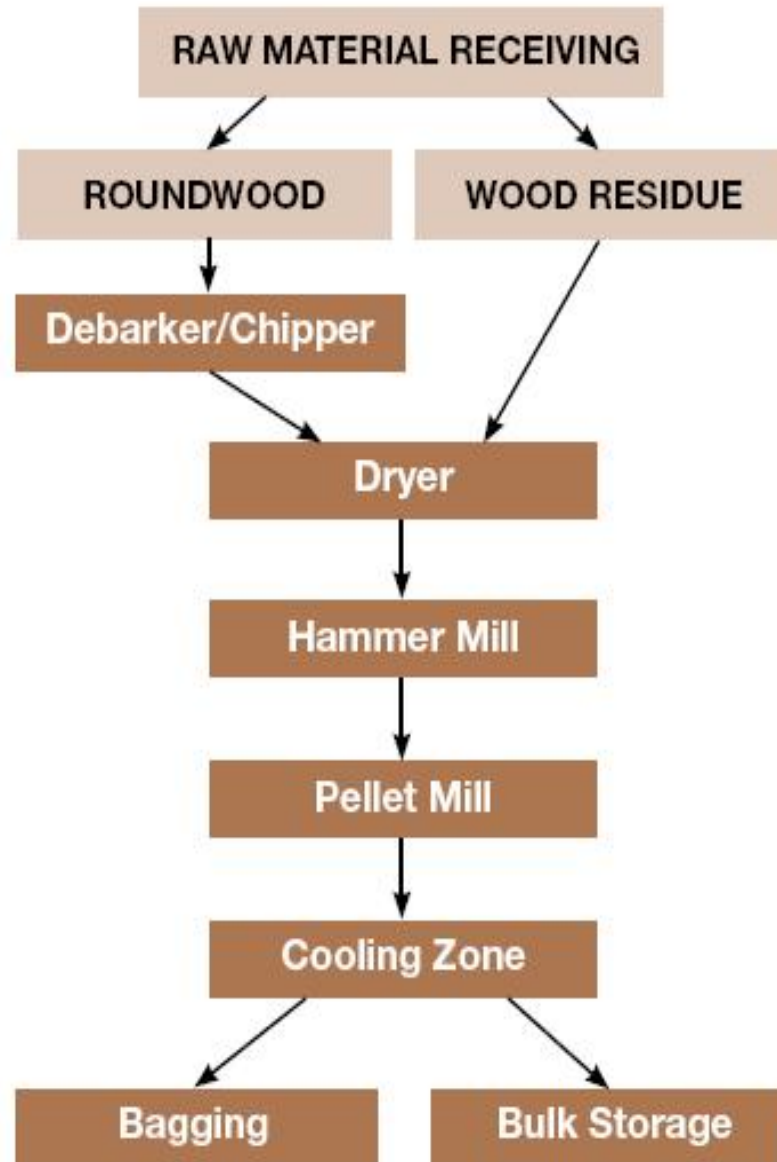 RAW MATERIAL RECEIVING
ROUNDWOOD
WOOD RESIDUE
Debarker/Chipper
Dryer
Hammer Mill
Pellet Mill
Cooling Zone
Bagging
Bulk Storage